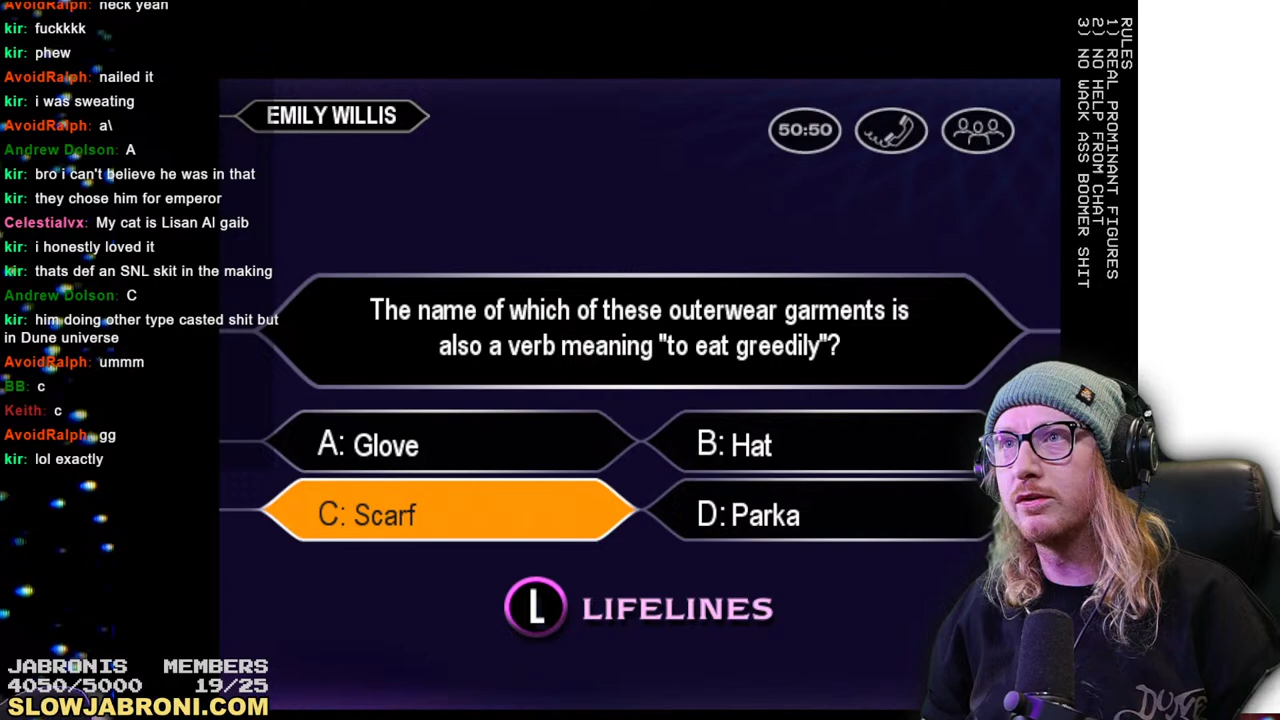 AvoidRalph: heck yeah
kir: fuckkkk
kir: phew
AvoidRalph: nailed it
kir: i was sweating
AvoidRalph: a\
Andrew Dolson: A
kir: bro i can't believe he was in that
kir: they chose him for emperor
Celestialvx: My cat is Lisan Al gaib
kir: i honestly loved it
kir: thats def an SNL skit in the making
Andrew Dolson: C
kir: him doing other type casted shit but
in Dune universe
AvoidRalph: ummm
BB: c
Keith: c
AvoidRalph: gg
kir: lol exactly
EMILY WILLIS
50:50
The name of which of these outerwear garments is
also a verb meaning "to eat greedily"?
A: Glove
B: Hat
C: Scarf
D: Parka
L LIFELINES
RULES
1) REAL PROMINANT FIGURES
2) NO HELP FROM CHAT
3) NO WACK ASS BOOMER SHIT
JABRONIS MEMBERS
4050/5000 19/25
SLOWJABRONI.COM